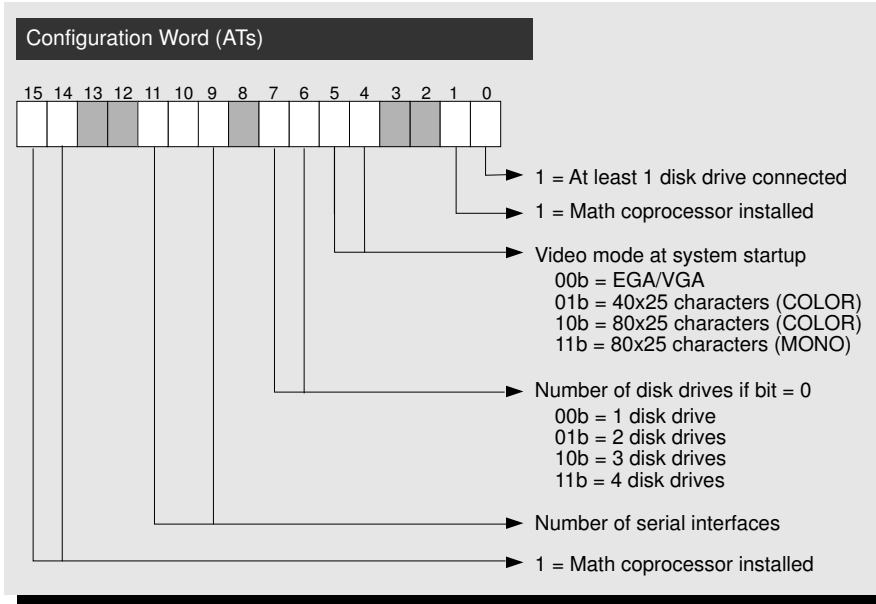 Configuration Word (ATs)
15 14 13 12 11 10 9 8 7 6 5 4 3 2 1 0
1 = At least 1 disk drive connected
1 = Math coprocessor installed
Video mode at system startup
00b = EGA/VGA
01b = 40x25 characters (COLOR)
10b = 80x25 characters (COLOR)
11b = 80x25 characters (MONO)
Number of disk drives if bit = 0
00b = 1 disk drive
01b = 2 disk drives
10b = 3 disk drives
11b = 4 disk drives
Number of serial interfaces
1 = Math coprocessor installed